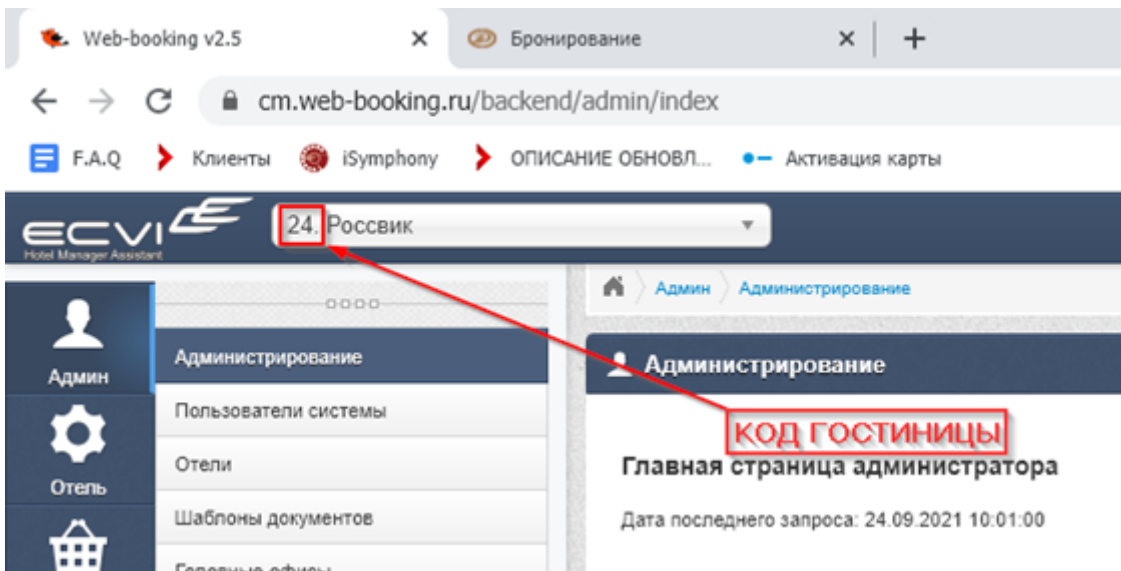 Web-booking v2.5
Бронирование
cm.web-booking.ru/backend/admin/index
F.A.Q
Клиенты
iSymphony
ОПИСАНИЕ ОБНОВЛ...
Активация карты
ECVI
Hotel Manager Assistant
24. Россвик
Админ
Администрирование
Админ
Отель
Администрирование
Пользователи системы
Отели
Шаблоны документов
Головные офисы
Администрирование
КОД ГОСТИНИЦЫ
Главная страница администратора
Дата последнего запроса: 24.09.2021 10:01:00